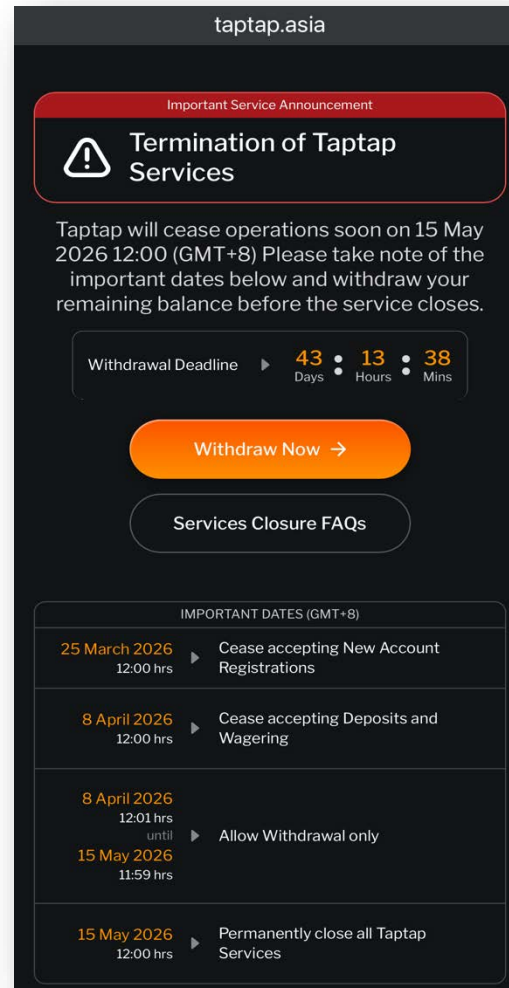 taptap.asia
Important Service Announcement
Termination of Taptap
Services
Taptap will cease operations soon on 15 May
2026 12:00 (GMT+8) Please take note of the
important dates below and withdraw your
remaining balance before the service closes.
Withdrawal Deadline
43 : 13 : 38
Days Hours Mins
Withdraw Now →
Services Closure FAQs
IMPORTANT DATES (GMT+8)
25 March 2026
12:00 hrs
Cease accepting New Account
Registrations
8 April 2026
12:00 hrs
Cease accepting Deposits and
Wagering
8 April 2026
12:01 hrs
until
15 May 2026
11:59 hrs
Allow Withdrawal only
15 May 2026
12:00 hrs
Permanently close all Taptap
Services